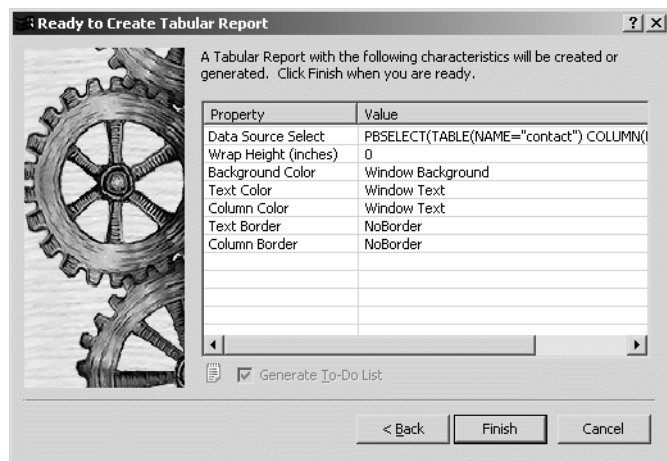 Ready to Create Tabular Report
A Tabular Report with the following characteristics will be created or
generated. Click Finish when you are ready.
Property Value
Data Source Select PBSELECT(TABLE(NAME="contact") COLUMN(
Wrap Height (inches) 0
Background Color Window Background
Text Color Window Text
Column Color Window Text
Text Border NoBorder
Column Border NoBorder
Generate To-Do List
< Back Finish Cancel